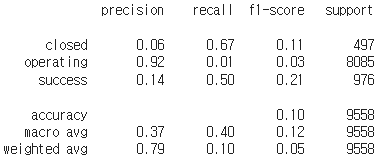 precision recall f1-score support
closed 0.06 0.67 0.11 497
operating 0.92 0.01 0.03 8085
success 0.14 0.50 0.21 976
accuracy 0.10 9558
macro avg 0.37 0.40 0.12 9558
weighted avg 0.79 0.10 0.05 9558